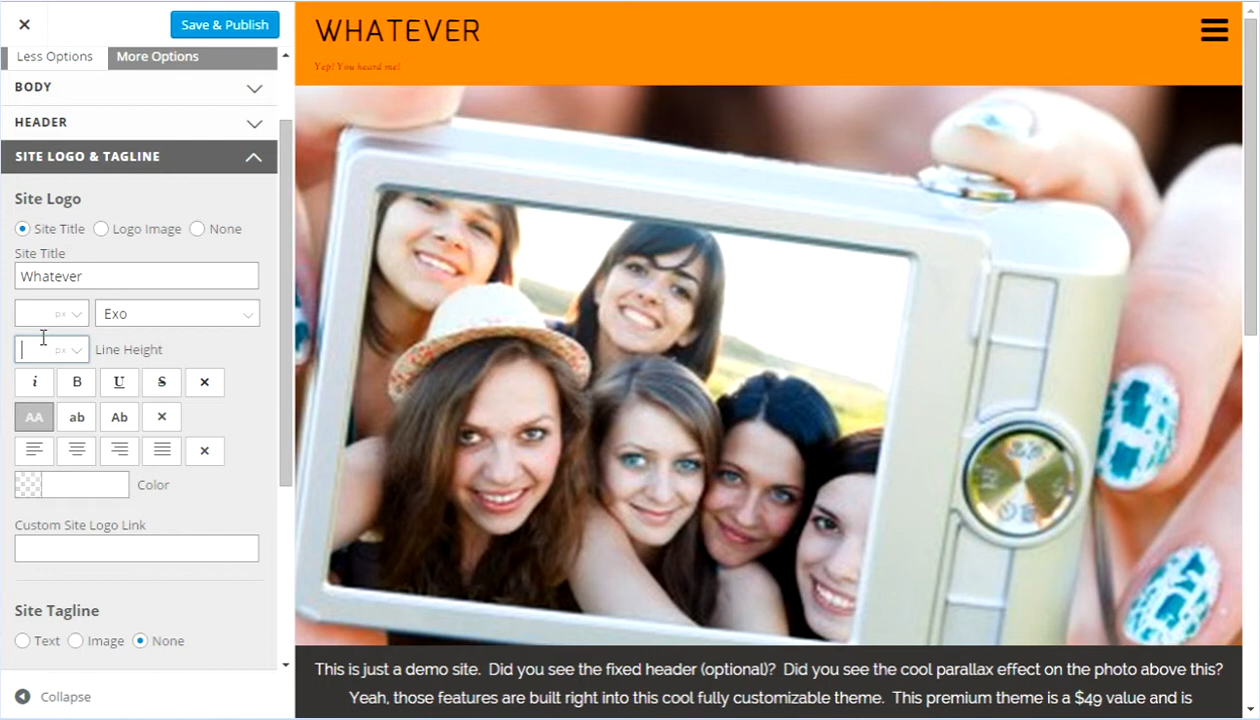 Save & Publish
Less Options More Options
BODY
HEADER
SITE LOGO & TAGLINE
Site Logo
Site Title Logo Image None
Site Title
Whatever
px Exo
px Line Height
i B U S ×
AA ab Ab ×
×
Color
Custom Site Logo Link
Site Tagline
Text Image None
Collapse
WHATEVER
Yep! You heard me!
This is just a demo site. Did you see the fixed header (optional)? Did you see the cool parallax effect on the photo above this?
Yeah, those features are built right into this cool fully customizable theme. This premium theme is a $49 value and is